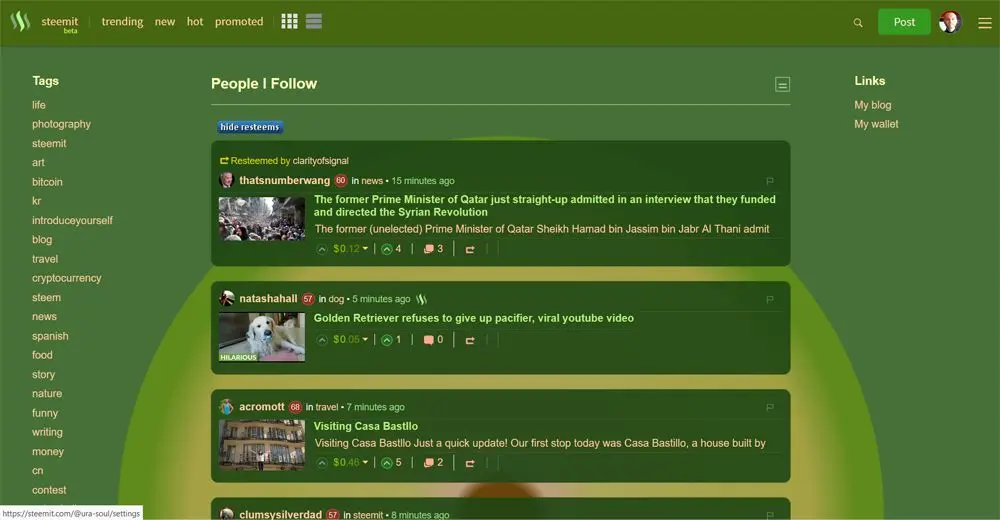 steemit
beta
trending
new
hot
promoted
Post
Tags
life
photography
steemit
art
bitcoin
kr
introduceyourself
blog
travel
cryptocurrency
steem
news
spanish
food
story
nature
funny
writing
money
cn
contest
People I Follow
hide resteems
Resteemed by clarityofsignal
thatsnumberwang 60 in news • 15 minutes ago
The former Prime Minister of Qatar just straight-up admitted in an interview that they funded
and directed the Syrian Revolution
The former (unelected) Prime Minister of Qatar Sheikh Hamad bin Jassim bin Jabr Al Thani admit
$0.12 | 4 | 3
natashahall 57 in dog • 5 minutes ago
Golden Retriever refuses to give up pacifier, viral youtube video
HILARIOUS
$0.05 | 1 | 0
acromott 68 in travel • 7 minutes ago
Visiting Casa Bastllo
Visiting Casa Bastllo Just a quick update! Our first stop today was Casa Bastillo, a house built by
$0.46 | 5 | 2
clumsysilverdad 57 in steemit • 8 minutes ago
Links
My blog
My wallet
https://steemit.com/@ura-soul/settings